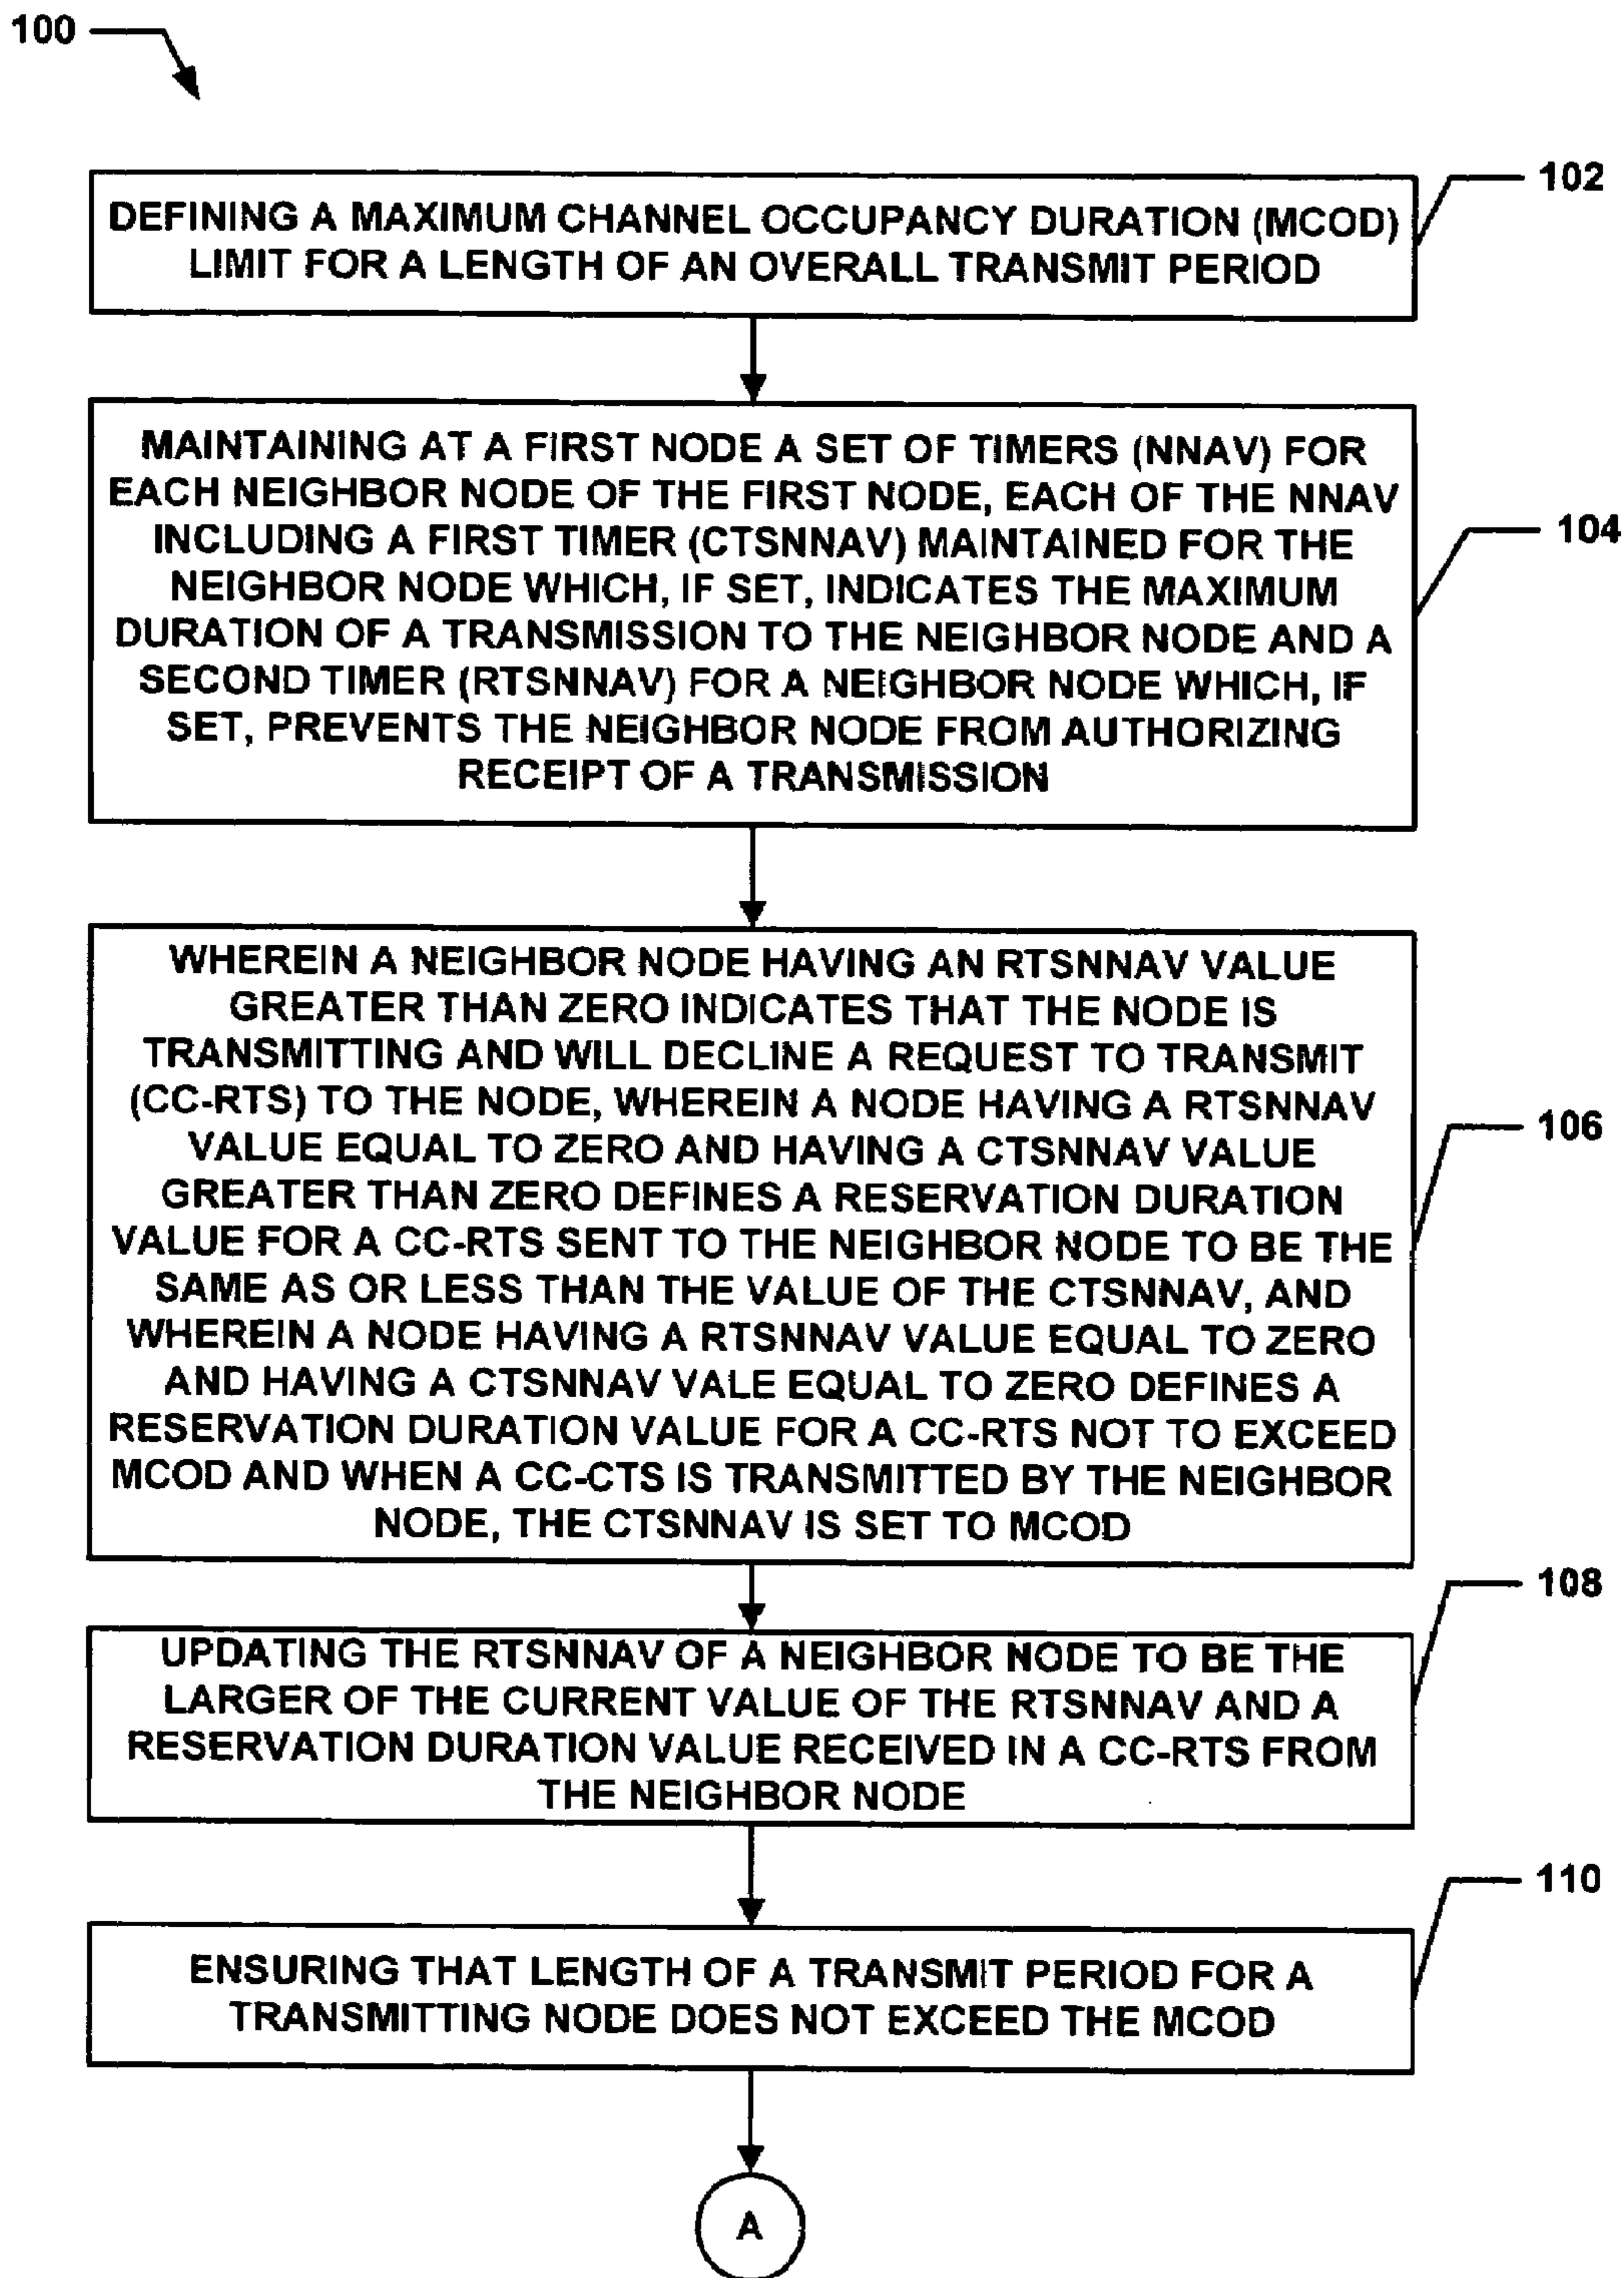 100
102
DEFINING A MAXIMUM CHANNEL OCCUPANCY DURATION (MCOD)
LIMIT FOR A LENGTH OF AN OVERALL TRANSMIT PERIOD
MAINTAINING AT A FIRST NODE A SET OF TIMERS (NNAV) FOR
EACH NEIGHBOR NODE OF THE FIRST NODE, EACH OF THE NNAV
INCLUDING A FIRST TIMER (CTSNNAV) MAINTAINED FOR THE
NEIGHBOR NODE WHICH, IF SET, INDICATES THE MAXIMUM
DURATION OF A TRANSMISSION TO THE NEIGHBOR NODE AND A
SECOND TIMER (RTSNNAV) FOR A NEIGHBOR NODE WHICH, IF
SET, PREVENTS THE NEIGHBOR NODE FROM AUTHORIZING
RECEIPT OF A TRANSMISSION
104
WHEREIN A NEIGHBOR NODE HAVING AN RTSNNAV VALUE
GREATER THAN ZERO INDICATES THAT THE NODE IS
TRANSMITTING AND WILL DECLINE A REQUEST TO TRANSMIT
(CC-RTS) TO THE NODE, WHEREIN A NODE HAVING A RTSNNAV
VALUE EQUAL TO ZERO AND HAVING A CTSNNAV VALUE
GREATER THAN ZERO DEFINES A RESERVATION DURATION
VALUE FOR A CC-RTS SENT TO THE NEIGHBOR NODE TO BE THE
SAME AS OR LESS THAN THE VALUE OF THE CTSNNAV, AND
WHEREIN A NODE HAVING A RTSNNAV VALUE EQUAL TO ZERO
AND HAVING A CTSNNAV VALE EQUAL TO ZERO DEFINES A
RESERVATION DURATION VALUE FOR A CC-RTS NOT TO EXCEED
MCOD AND WHEN A CC-CTS IS TRANSMITTED BY THE NEIGHBOR
NODE, THE CTSNNAV IS SET TO MCOD
106
108
UPDATING THE RTSNNAV OF A NEIGHBOR NODE TO BE THE
LARGER OF THE CURRENT VALUE OF THE RTSNNAV AND A
RESERVATION DURATION VALUE RECEIVED IN A CC-RTS FROM
THE NEIGHBOR NODE
110
ENSURING THAT LENGTH OF A TRANSMIT PERIOD FOR A
TRANSMITTING NODE DOES NOT EXCEED THE MCOD
A